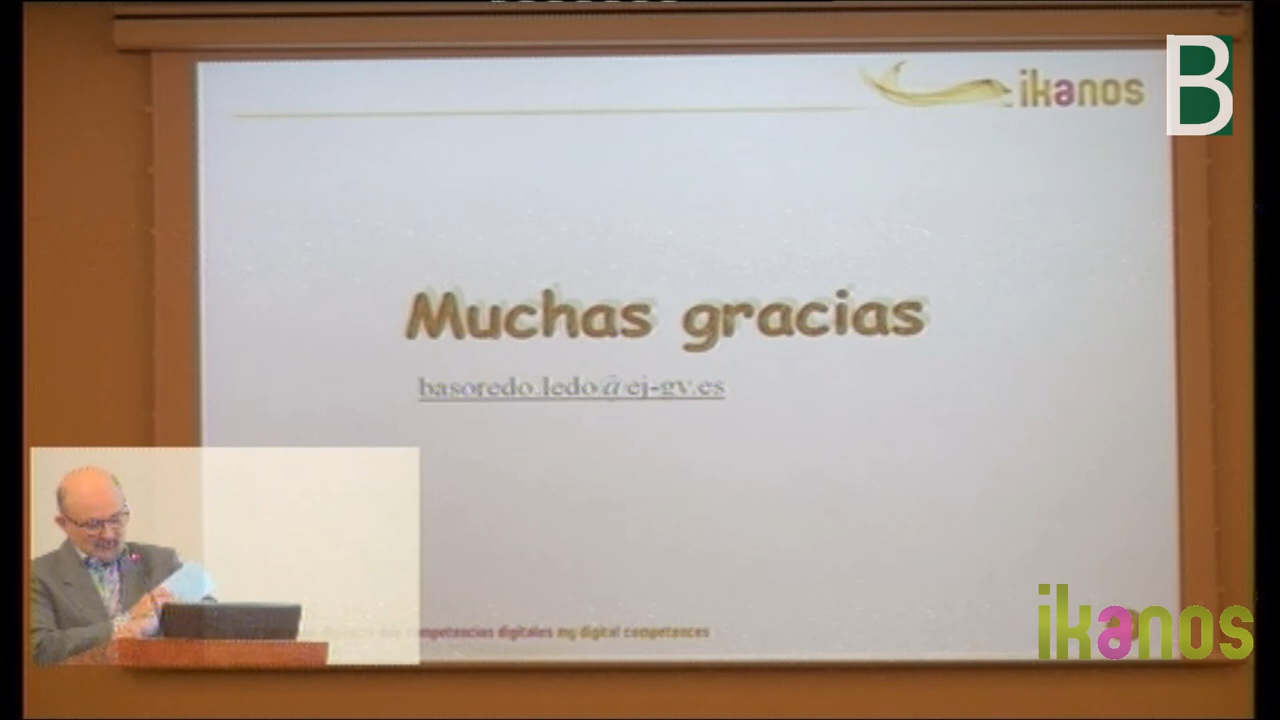 ikanos
B
Muchas gracias
basoredo.ledo@ej-gv.es
competencias digitales my digital competences
ikanos